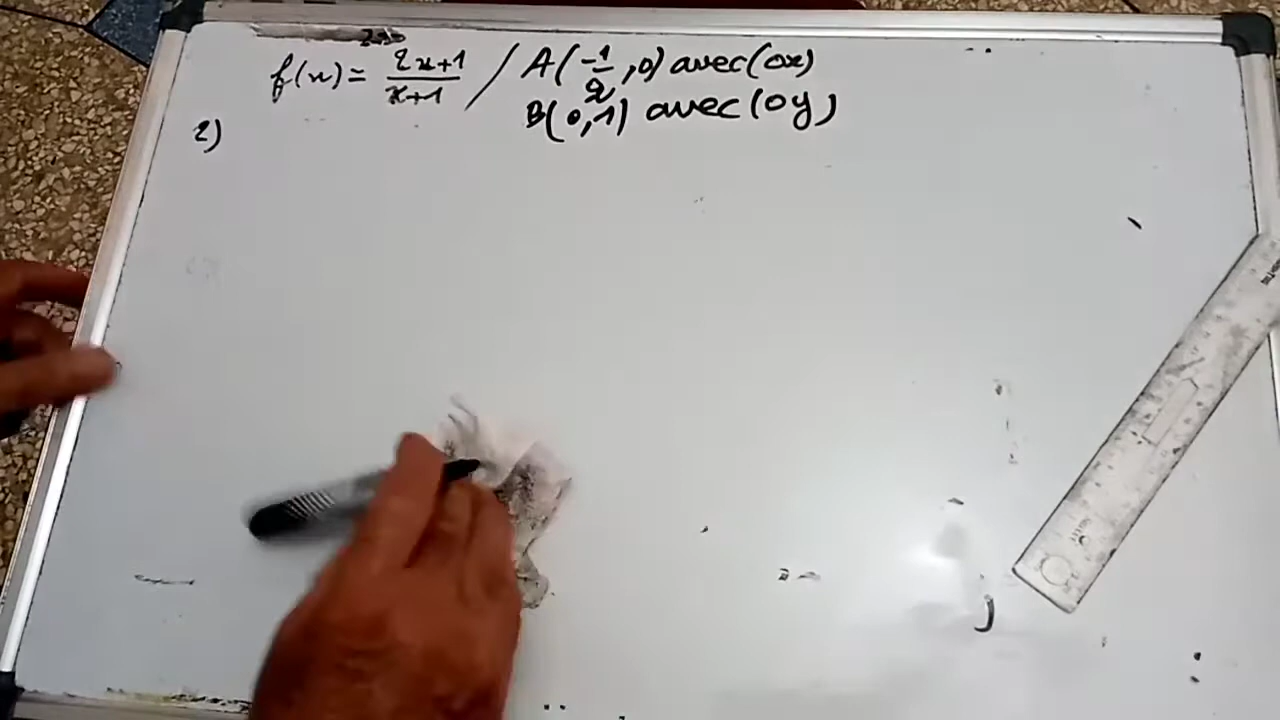 f(x) = 2x+1/x+1 / A(-1/2, 0) avec (ox)
B(0,1) avec (oy)
2)